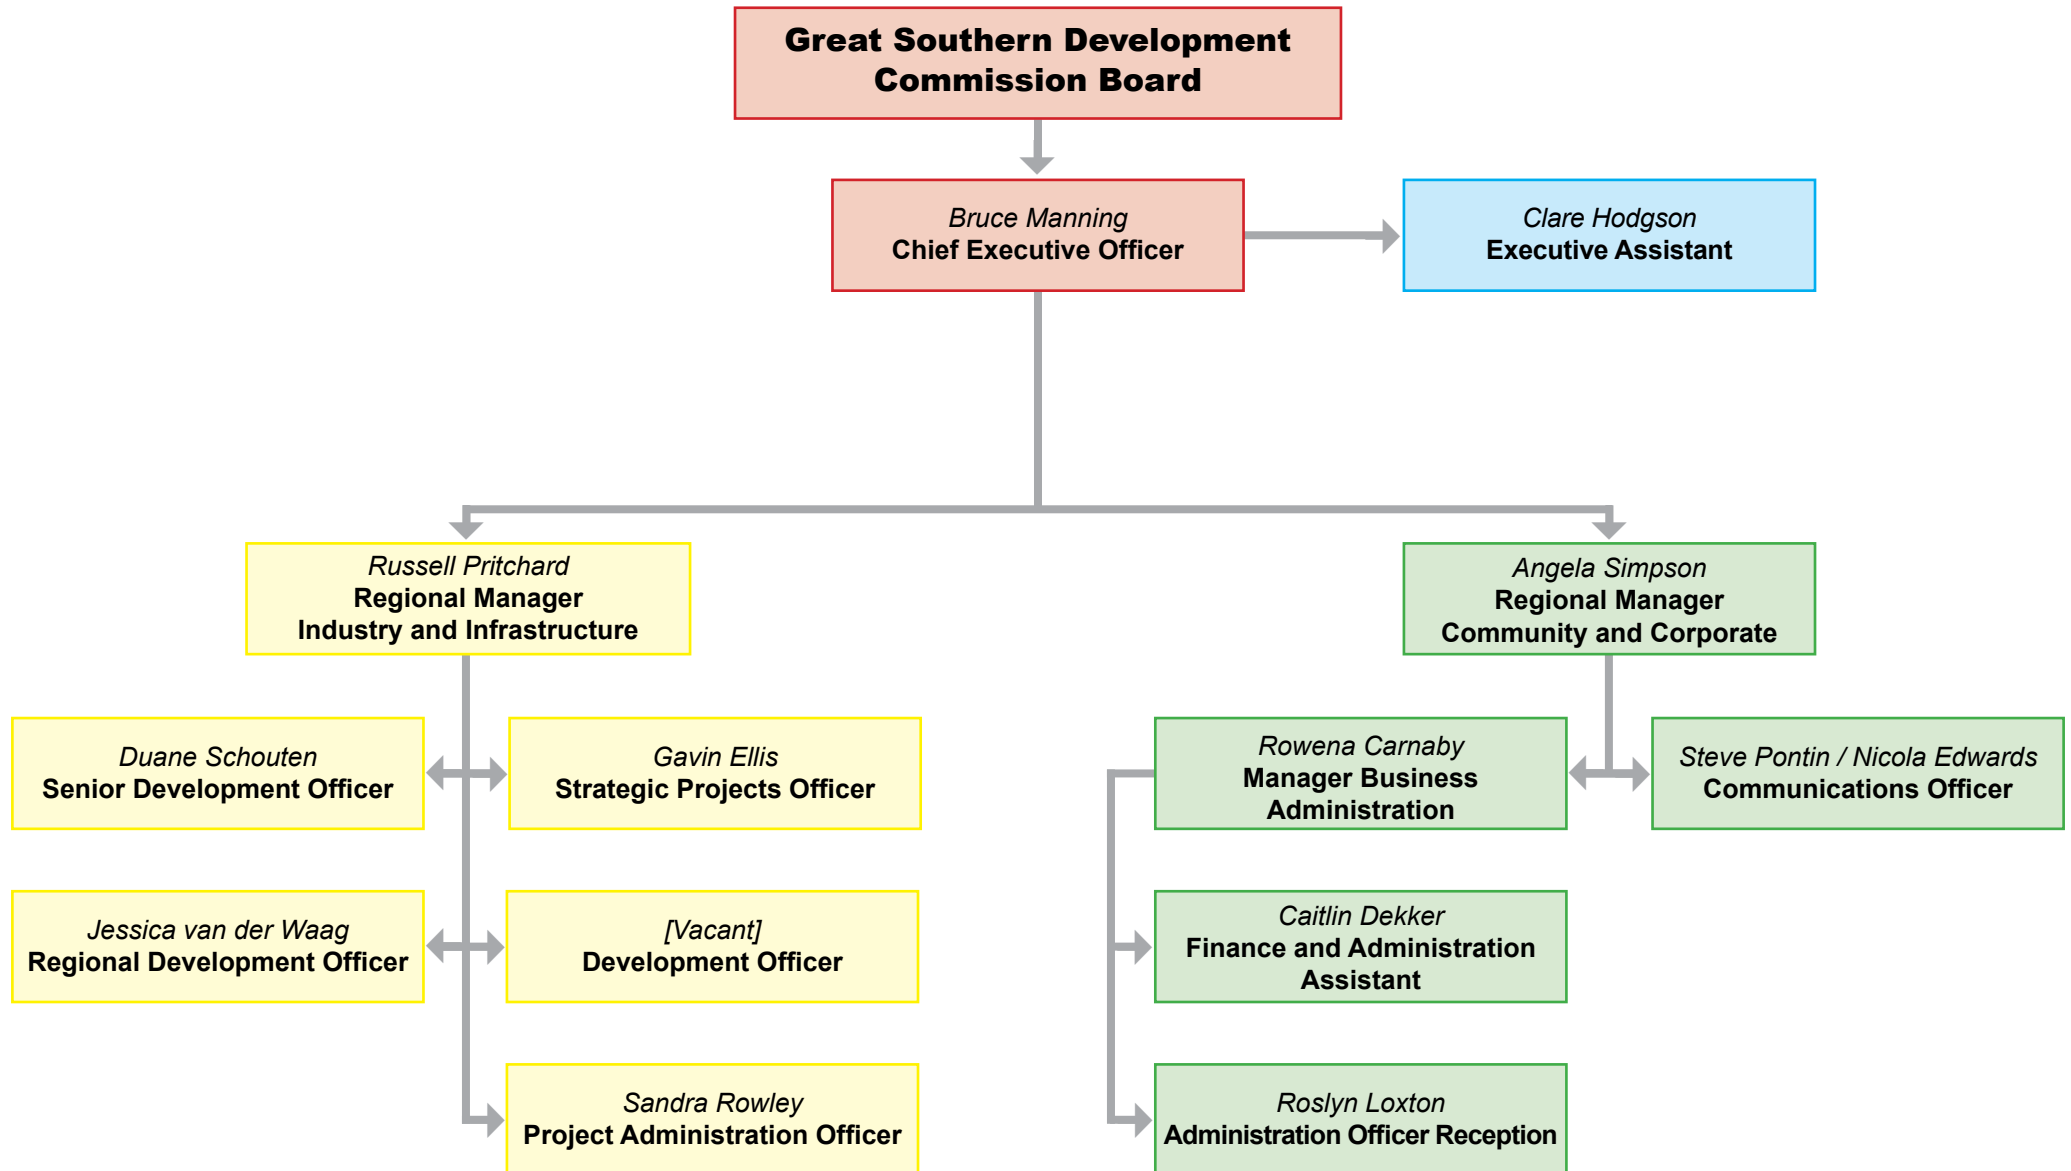 Great Southern Development
Commission Board
Bruce Manning
Chief Executive Officer
Clare Hodgson
Executive Assistant
Russell Pritchard
Regional Manager
Industry and Infrastructure
Angela Simpson
Regional Manager
Community and Corporate
Duane Schouten
Senior Development Officer
Gavin Ellis
Strategic Projects Officer
Rowena Carnaby
Manager Business
Administration
Steve Pontin / Nicola Edwards
Communications Officer
Jessica van der Waag
Regional Development Officer
[Vacant]
Development Officer
Caitlin Dekker
Finance and Administration
Assistant
Sandra Rowley
Project Administration Officer
Roslyn Loxton
Administration Officer Reception